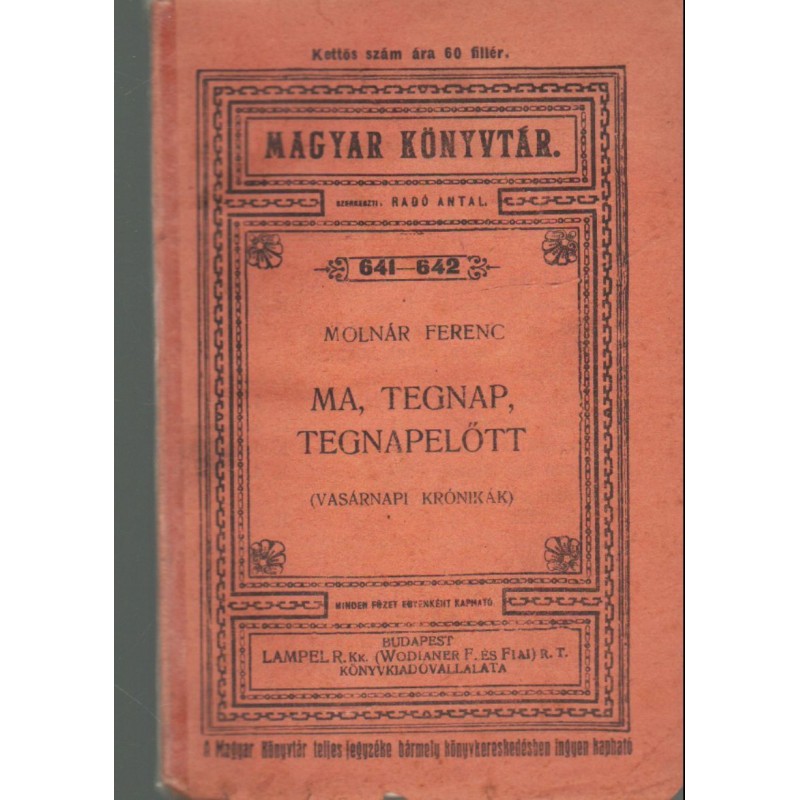 Kettős szám ára 60 fillér.
MAGYAR KÖNYVTÁR.
SZERKESZTI. RADÓ ANTAL.
641—642
MOLNÁR FERENC
MA, TEGNAP,
TEGNAPELŐTT
(VASÁRNAPI KRÓNIKÁK)
MINDEN FÜZET EGYENKÉNT KAPHATÓ
BUDAPEST
LAMPEL R. KK. (WODIANER F. ÉS FIAI) R. T.
KÖNYVKIADÓVÁLLALATA
A Magyar Könyvtár teljes jegyzéke bármely könyvkereskedésben ingyen kapható